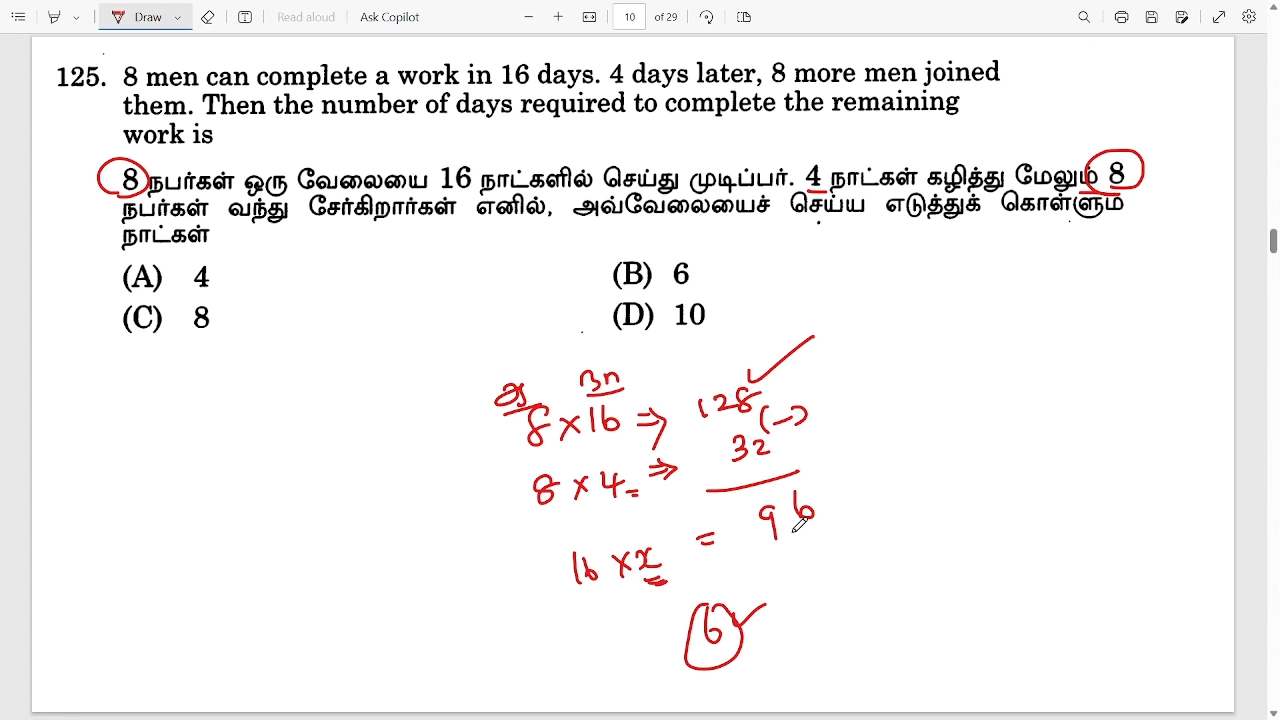 Draw
Read aloud
Ask Copilot
10 of 29
125. 8 men can complete a work in 16 days. 4 days later, 8 more men joined
them. Then the number of days required to complete the remaining
work is
8 நபர்கள் ஒரு வேலையை 16 நாட்களில் செய்து முடிப்பர். 4 நாட்கள் கழித்து மேலும் 8
நபர்கள் வந்து சேர்கிறார்கள் எனில், அவ்வேலையைச் செய்ய எடுத்துக் கொள்ளும்
நாட்கள்
(A) 4 (B) 6
(C) 8 (D) 10
8 × 16 ⇒ 128
(-)
8 × 4 ⇒ 32
16 × x = 96
6